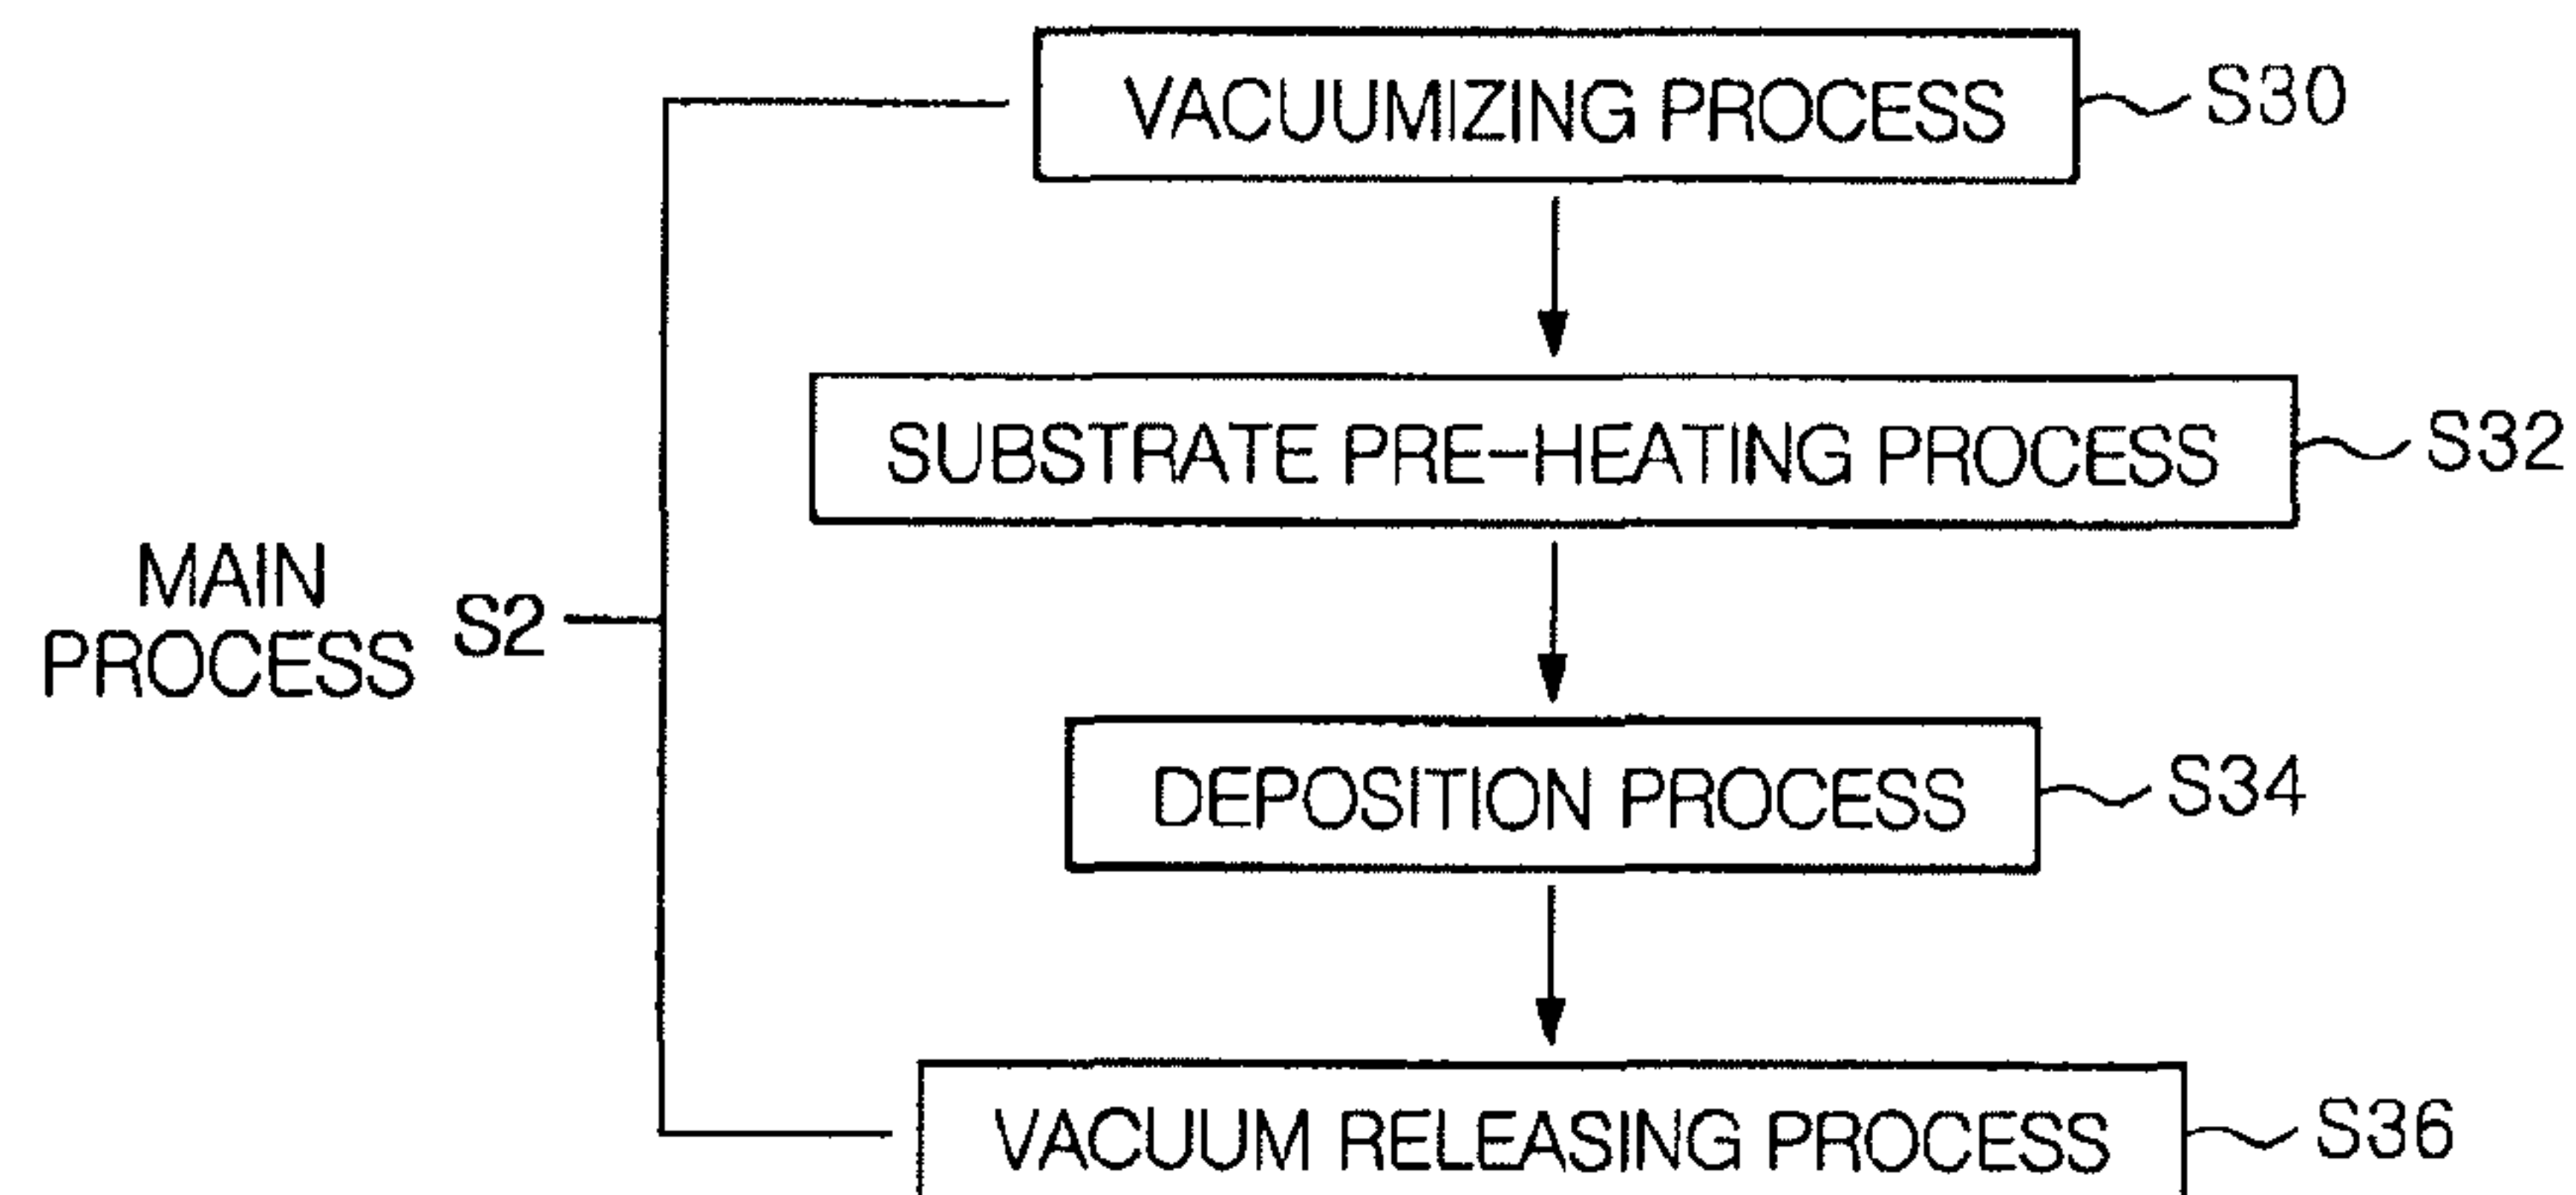 VACUUMIZING PROCESS S30
SUBSTRATE PRE-HEATING PROCESS S32
MAIN
PROCESS S2
DEPOSITION PROCESS S34
VACUUM RELEASING PROCESS S36